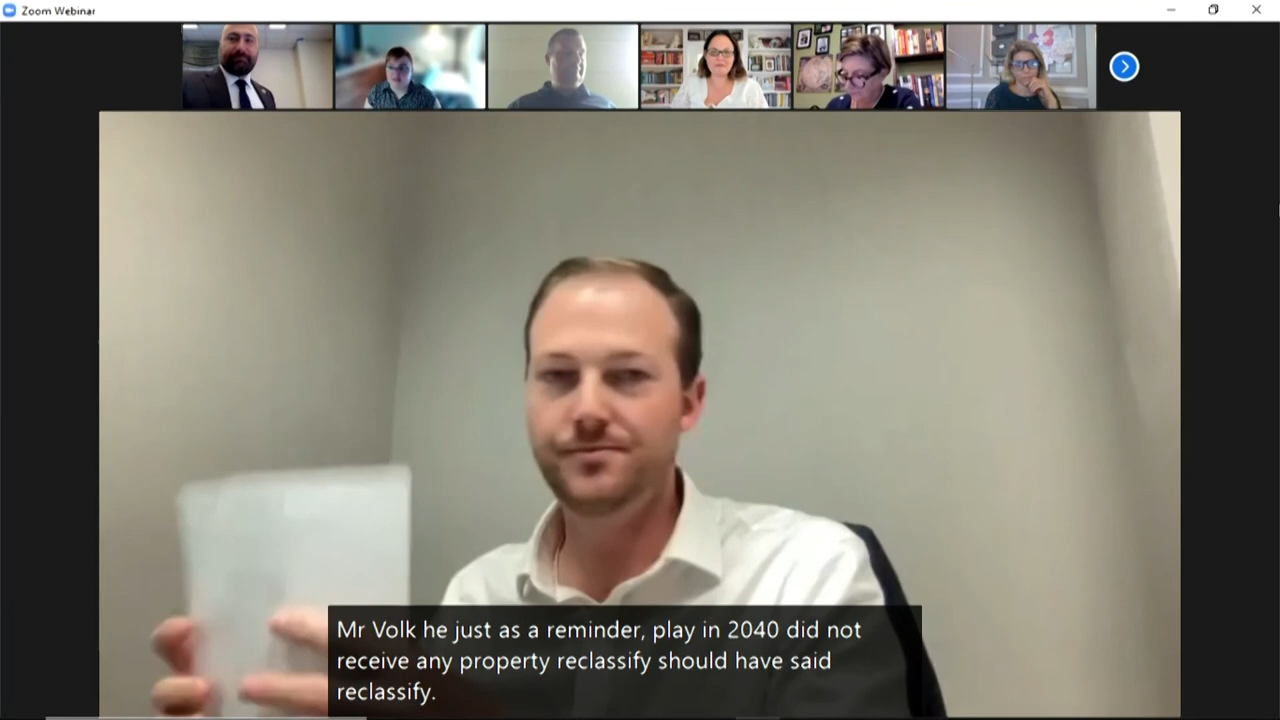 Zoom Webinar
Mr Volk he just as a reminder, play in 2040 did not
receive any property reclassify should have said
reclassify.